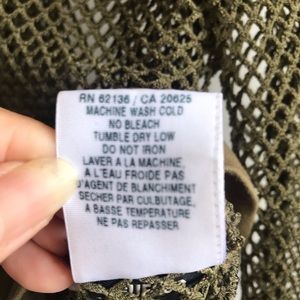 RN 62136 / CA 20625
MACHINE WASH COLD
NO BLEACH
TUMBLE DRY LOW
DO NOT IRON
LAVER A LA MACHINE,
A L'EAU FROIDE PAS
D'AGENT DE BLANCHIMENT
SECHER PAR CULBUTAGE,
A BASSE TEMPERATURE
NE PAS REPASSER